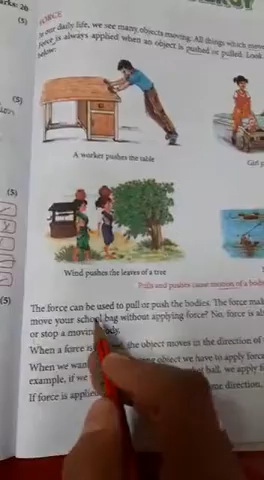 FORCE
In our daily life, we see many objects moving. All things which move
force is always applied when an object is pushed or pulled. Look
below:
A worker pushes the table
Girl p
Wind pushes the leaves of a tree
Pulls and pushes cause motion of a body
The force can be used to pull or push the bodies. The force mak
move your school bag without applying force? No, force is al
or stop a moving body.
When a force is the object moves in the direction of
When we want object we have to apply force
example, if we ball, we apply f
If force is applied same direction,
(5)
(5)
(5)
(5)